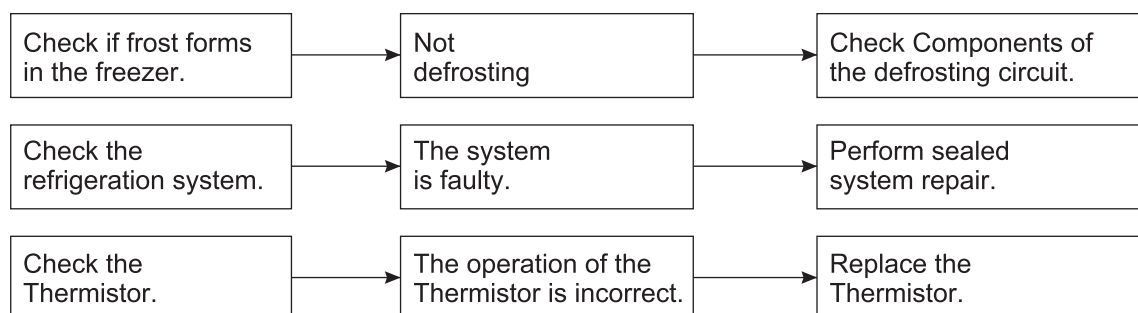 Check if frost forms
in the freezer.
Not
defrosting
Check Components of
the defrosting circuit.
Check the
refrigeration system.
The system
is faulty.
Perform sealed
system repair.
Check the
Thermistor.
The operation of the
Thermistor is incorrect.
Replace the
Thermistor.